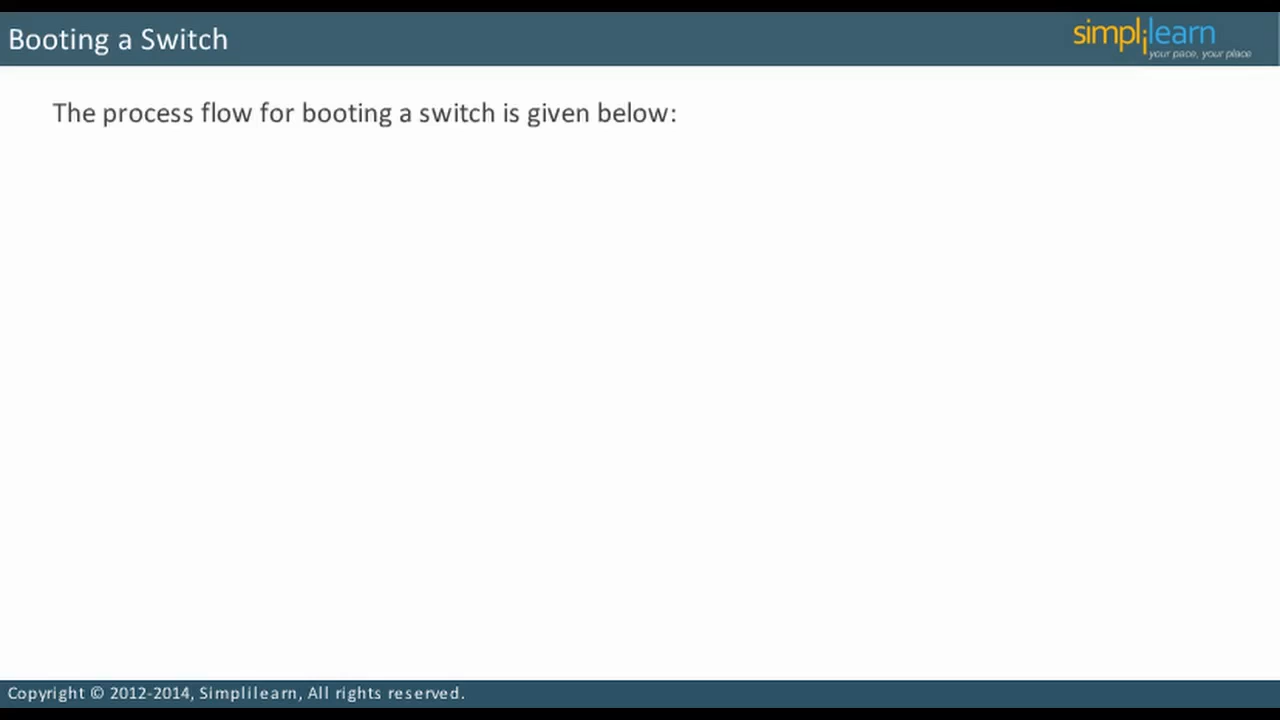 Booting a Switch
simplilearn
your pace, your place
The process flow for booting a switch is given below:
Copyright © 2012-2014, Simplilearn, All rights reserved.